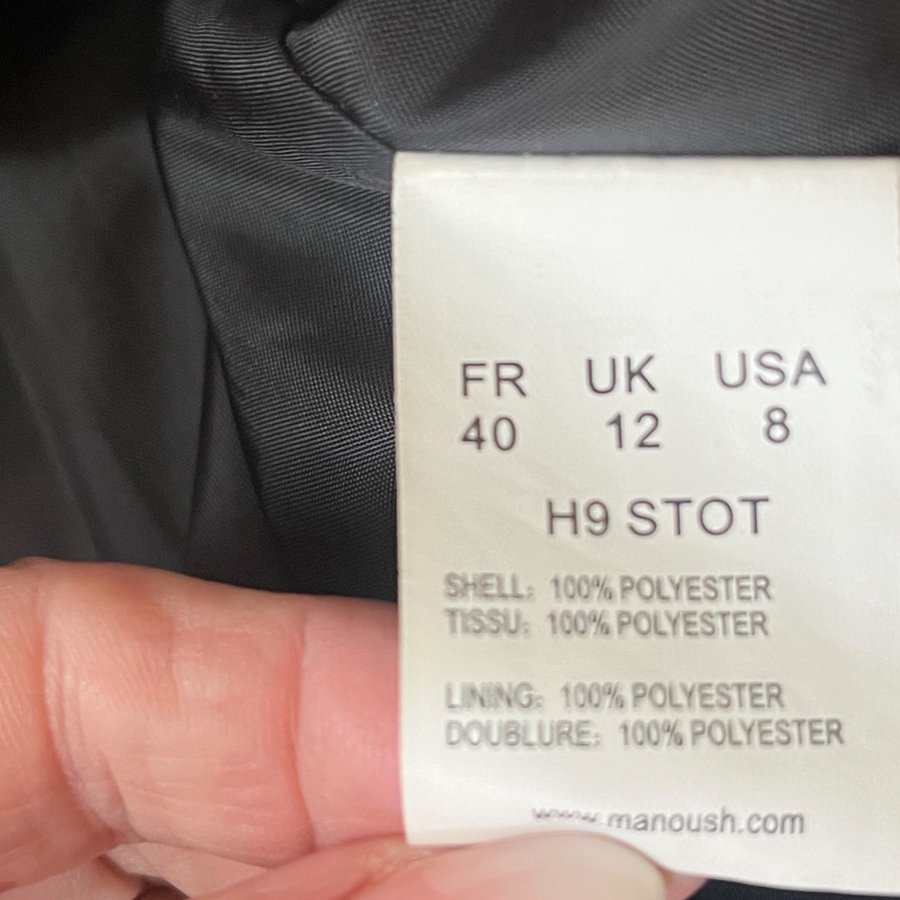 FR UK USA
40 12 8
H9 STOT
SHELL: 100% POLYESTER
TISSU: 100% POLYESTER
LINING: 100% POLYESTER
DOUBLURE: 100% POLYESTER
www.manoush.com